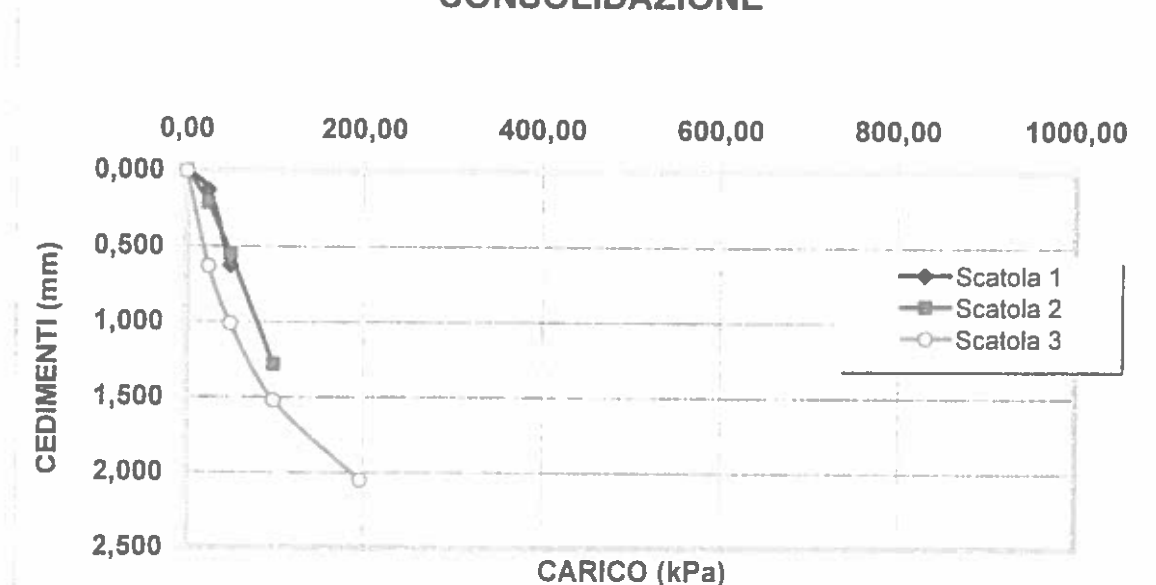 CONSOLIDAZIONE
0,00 200,00 400,00 600,00 800,00 1000,00
0,000
0,500
1,000
1,500
2,000
2,500
CEDIMENTI (mm)
Scatola 1
Scatola 2
Scatola 3
CARICO (kPa)